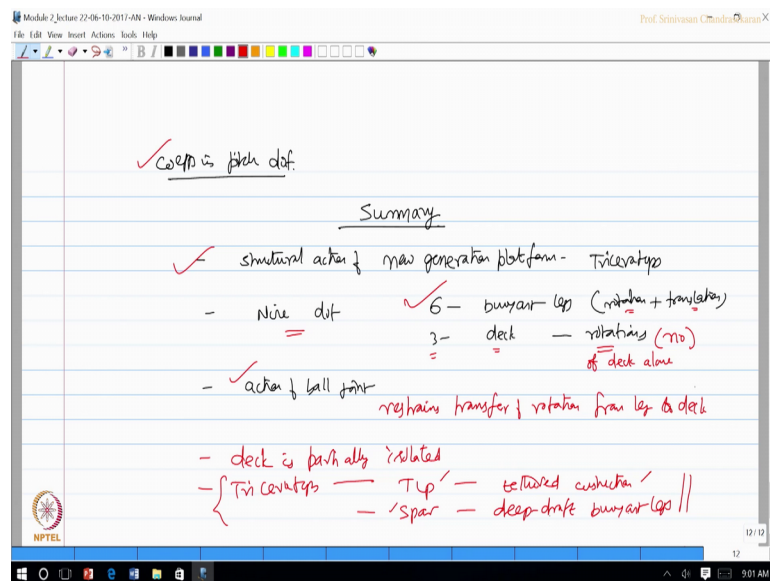 Module 2_lecture 22-06-10-2017-AN - Windows Journal
Prof. Srinivasan Chandrasekaran
File Edit View Insert Actions Tools Help
B I
in pitch dof.
Summary
- structural action of new generation platform - Triceratops
- Nine dof 6 - buoyant legs (rotation + translation)
3 - deck - rotations (no)
of deck alone
- action of ball joint
restrains transfer of rotation from leg to deck
- deck is partially isolated
- Triceratops - TLP - tethered
- Spar - deep-draft buoyant legs
NPTEL
12/12
12
9:01 AM